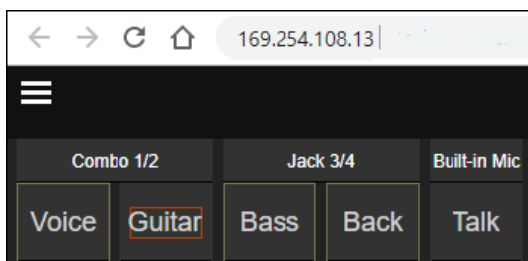 169.254.108.13
Combo 1/2 Jack 3/4 Built-in Mic
Voice Guitar Bass Back Talk